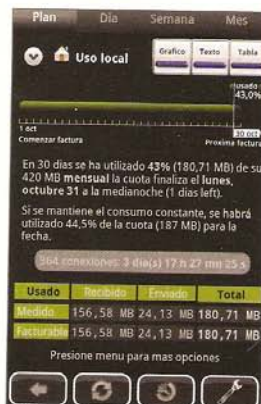 Plan Día Semana Mes
Uso local
Grafico Texto Tabla
usado
43,0%
1 oct 30 oct
Comenzar factura Proxima factura
En 30 días se ha utilizado 43% (180,71 MB) de su
420 MB mensual la cuota finaliza el lunes,
octubre 31 a la medianoche (1 días left).
Si se mantiene el consumo constante, se habrá
utilizado 44,5% de la cuota (187 MB) para la
fecha.
864 conexiones: 3 día(s) 17 h 27 mn 25 s
Usado Recibido Enviado Total
Medido 156,58 MB 24,13 MB 180,71 MB
Facturable 156,58 MB 24,13 MB 180,71 MB
Presione menu para mas opciones